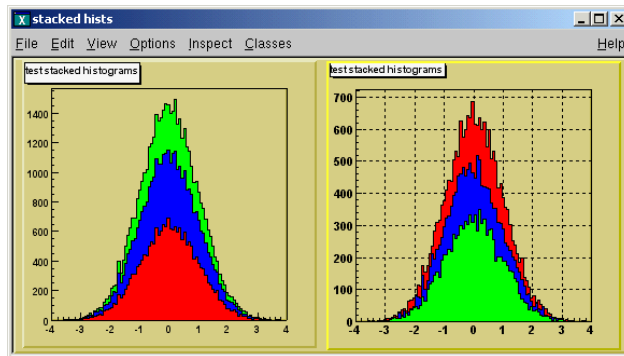 stacked hists
File Edit View Options Inspect Classes Help
test stacked histograms
1400
1200
1000
800
600
400
200
0
-4 -3 -2 -1 0 1 2 3 4
test stacked histograms
700
600
500
400
300
200
100
0
-4 -3 -2 -1 0 1 2 3 4